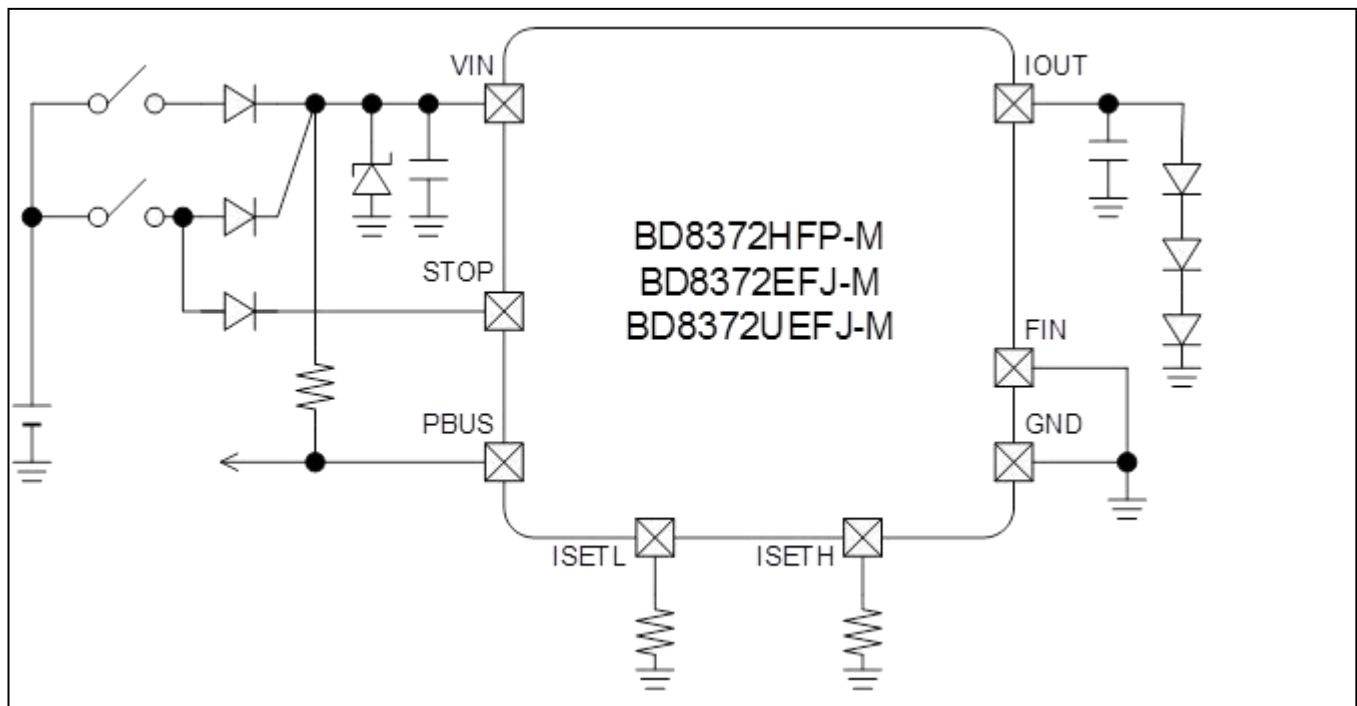 VIN
IOUT
BD8372HFP-M
BD8372EFJ-M
BD8372UEFJ-M
STOP
FIN
PBUS
GND
ISETL
ISETH